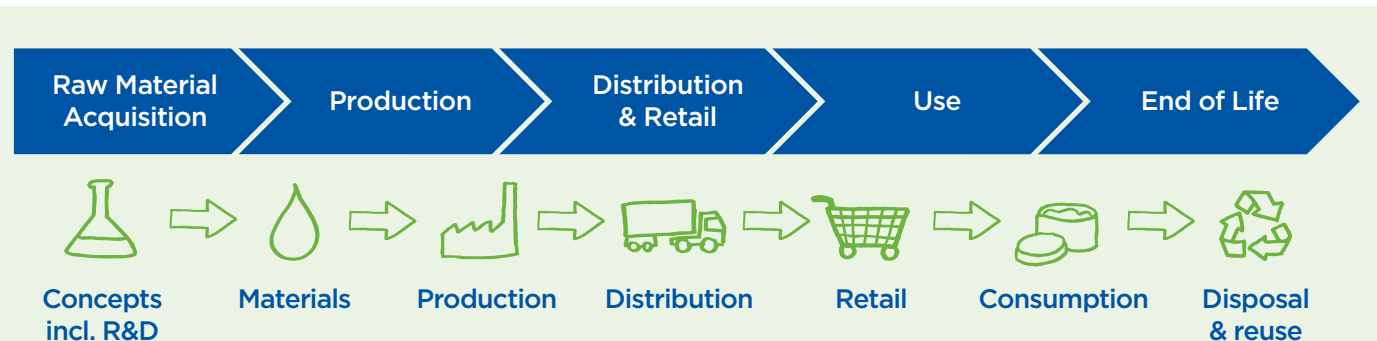 Raw Material
Acquisition
Production
Distribution
& Retail
Use
End of Life
Concepts
incl. R&D
Materials
Production
Distribution
Retail
Consumption
Disposal
& reuse